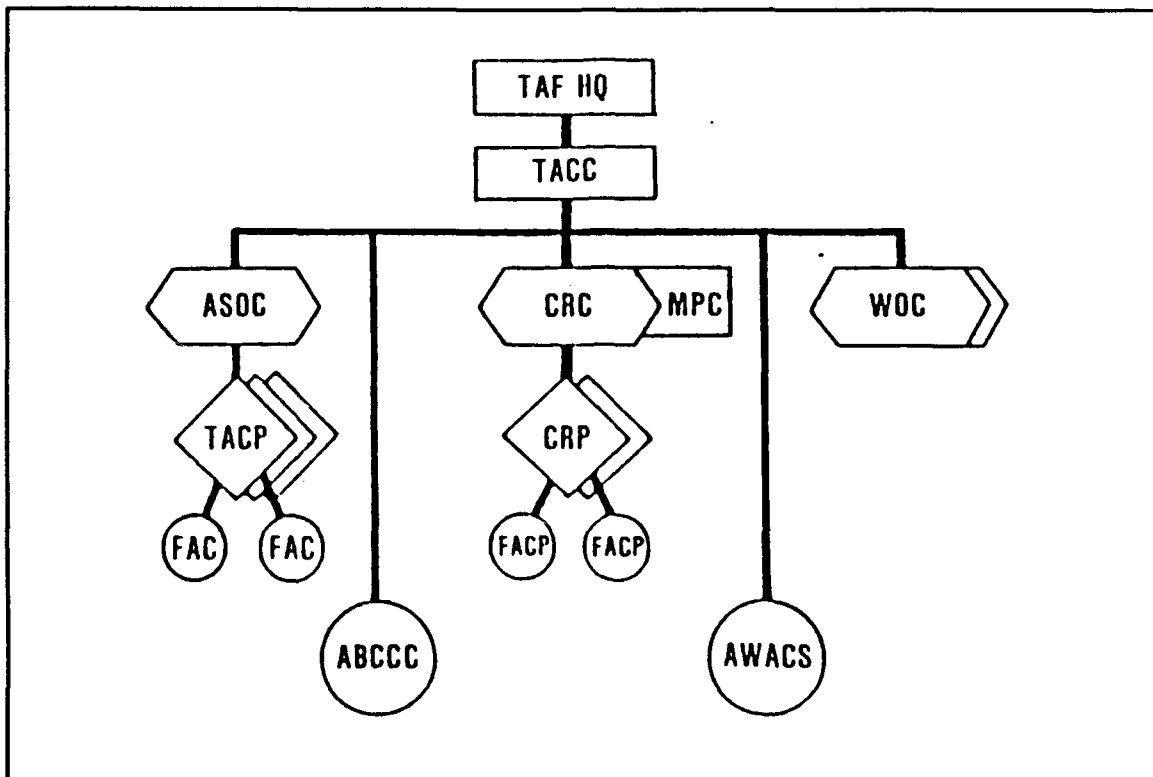 TAF HQ
TACC
ASOC
CRC
MPC
WOC
TACP
CRP
FAC
FAC
FACP
FACP
ABCCC
AWACS